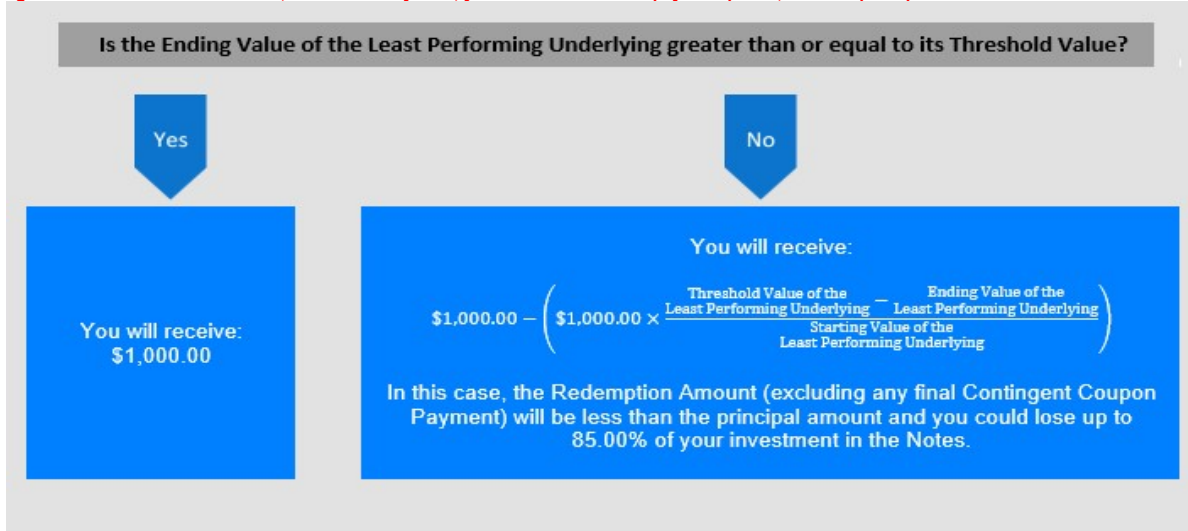 Is the Ending Value of the Least Performing Underlying greater than or equal to its Threshold Value?
Yes
No
You will receive:
$1,000.00
You will receive:
$1,000.00 − ($1,000.00 × (Threshold Value of the Least Performing Underlying − Ending Value of the Least Performing Underlying) / Starting Value of the Least Performing Underlying)
In this case, the Redemption Amount (excluding any final Contingent Coupon
Payment) will be less than the principal amount and you could lose up to
85.00% of your investment in the Notes.